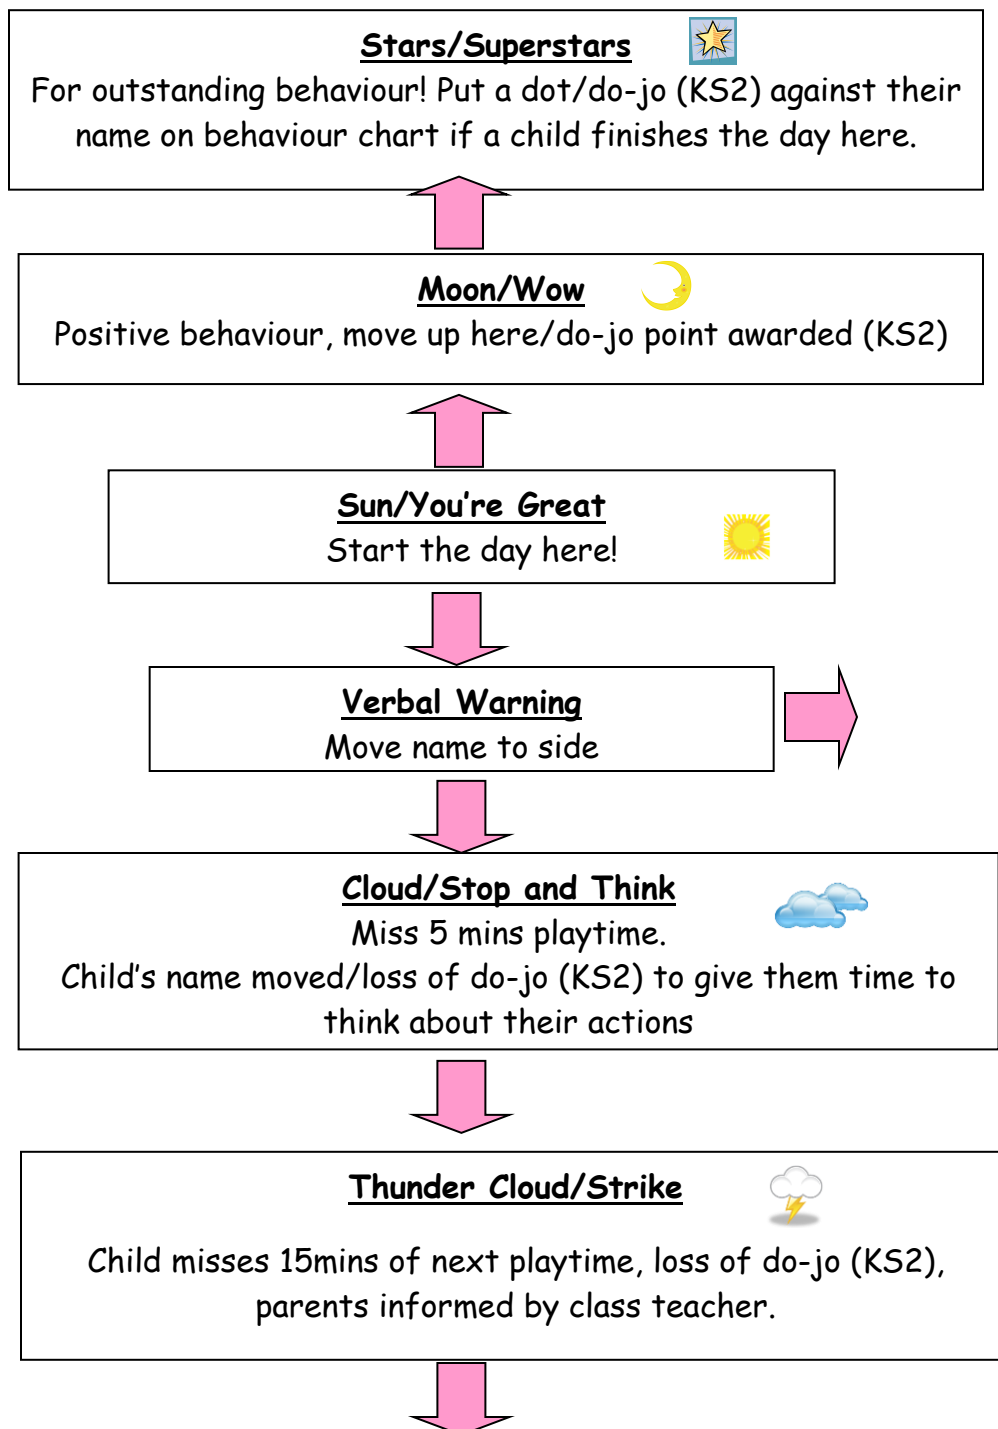 Stars/Superstars
For outstanding behaviour! Put a dot/do-jo (KS2) against their
name on behaviour chart if a child finishes the day here.
Moon/Wow
Positive behaviour, move up here/do-jo point awarded (KS2)
Sun/You're Great
Start the day here!
Verbal Warning
Move name to side
Cloud/Stop and Think
Miss 5 mins playtime.
Child's name moved/loss of do-jo (KS2) to give them time to
think about their actions
Thunder Cloud/Strike
Child misses 15mins of next playtime, loss of do-jo (KS2),
parents informed by class teacher.